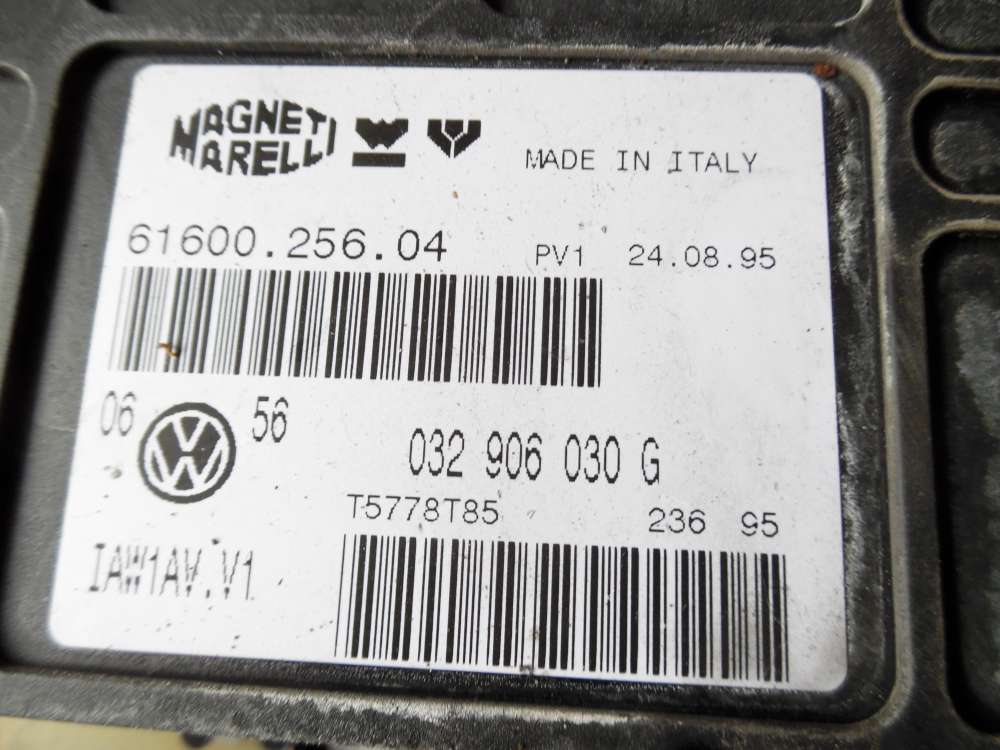 MAGNETI
MARELLI
MADE IN ITALY
61600.256.04 PV1 24.08.95
06 56
032 906 030 G
T5778T85 236 95
IAW1AV.V1